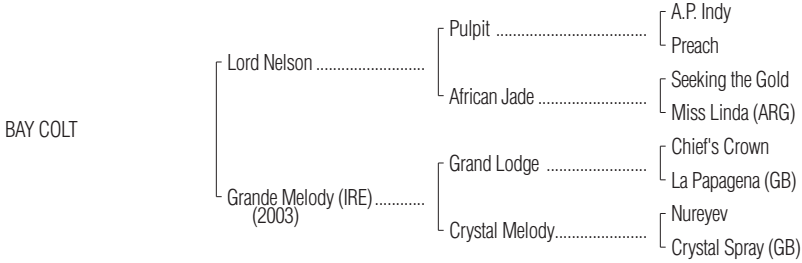 A.P. Indy
Pulpit ....................................
Preach
Lord Nelson ..........................
Seeking the Gold
African Jade ..........................
Miss Linda (ARG)
BAY COLT
Chief's Crown
Grand Lodge ........................
La Papagena (GB)
Grande Melody (IRE)............
(2003)
Nureyev
Crystal Melody......................
Crystal Spray (GB)